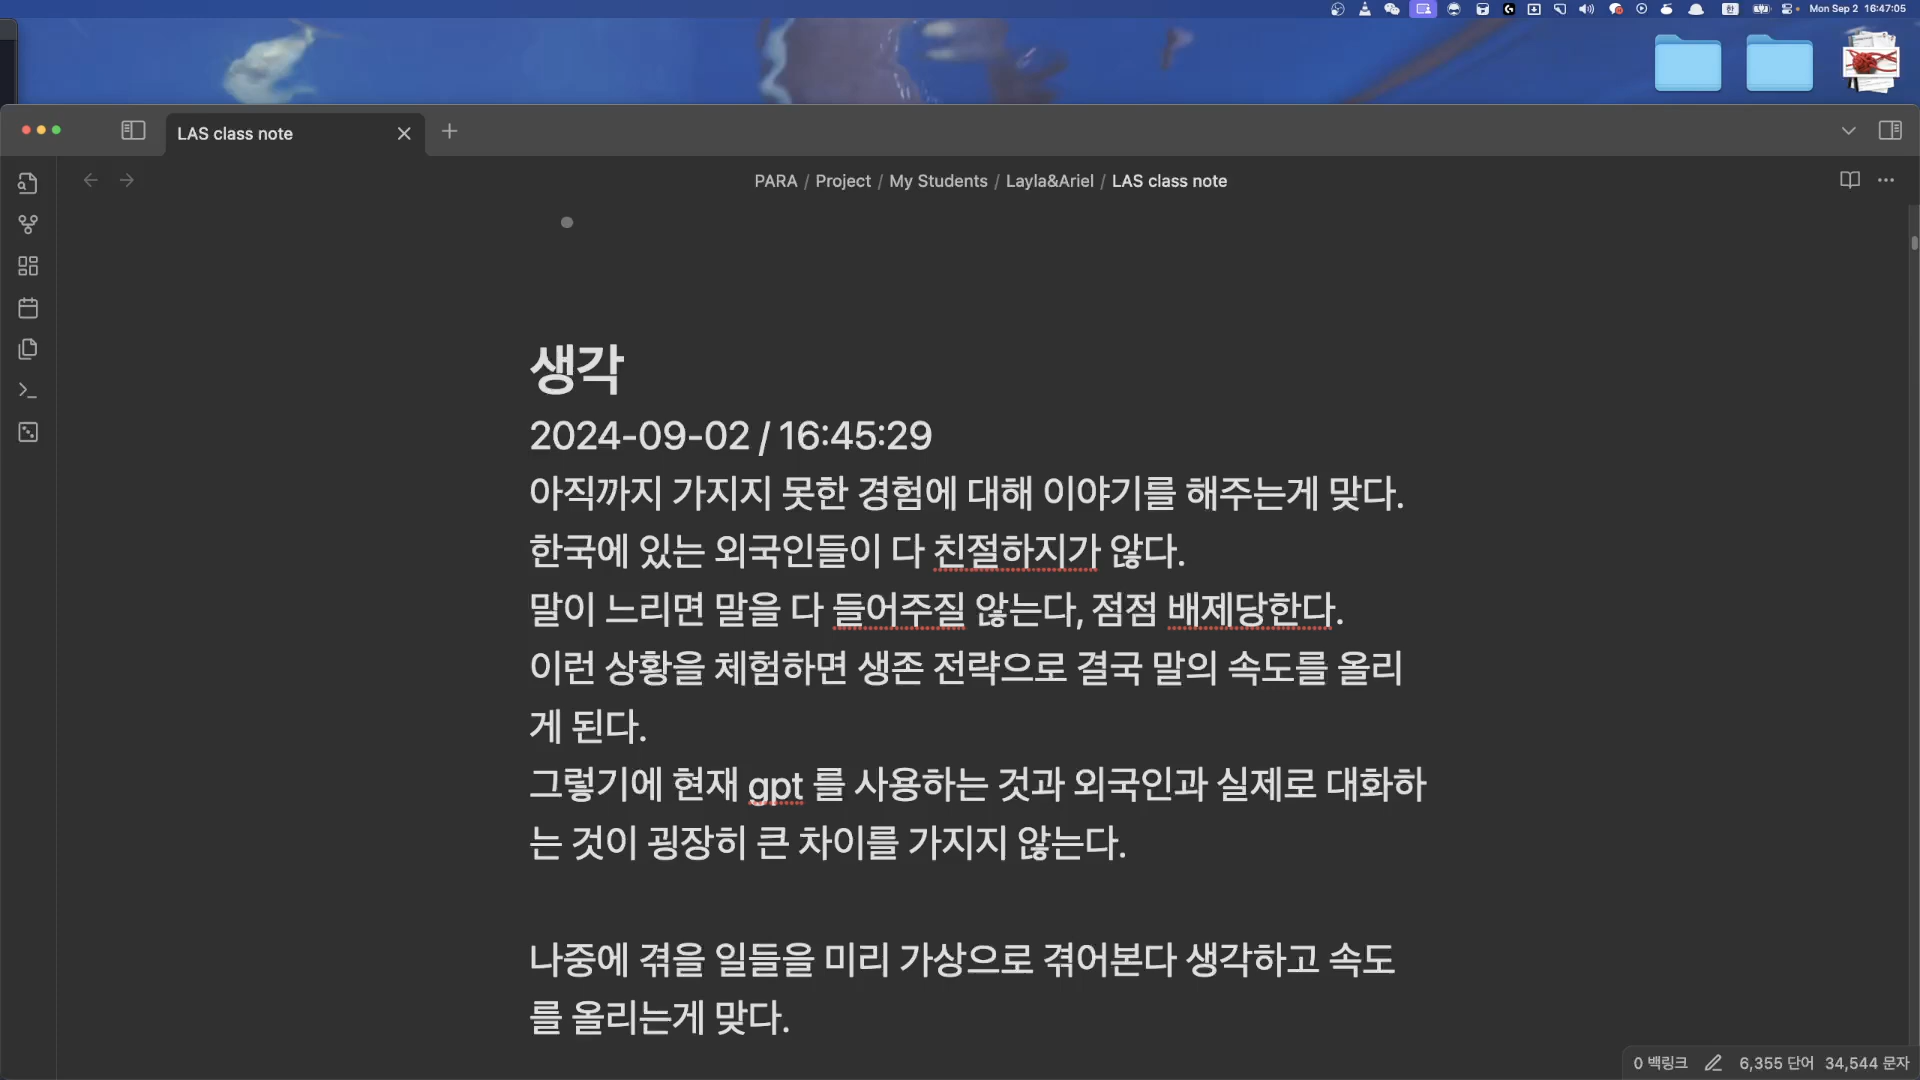 Mon Sep 2 16:47:05
LAS class note
PARA / Project / My Students / Layla&Ariel / LAS class note
생각
2024-09-02 / 16:45:29
아직까지 가지지 못한 경험에 대해 이야기를 해주는게 맞다.
한국에 있는 외국인들이 다 친절하지가 않다.
말이 느리면 말을 다 들어주질 않는다, 점점 배제당한다.
이런 상황을 체험하면 생존 전략으로 결국 말의 속도를 올리
게 된다.
그렇기에 현재 gpt 를 사용하는 것과 외국인과 실제로 대화하
는 것이 굉장히 큰 차이를 가지지 않는다.
나중에 겪을 일들을 미리 가상으로 겪어본다 생각하고 속도
를 올리는게 맞다.
0 백링크 6,355 단어 34,544 문자